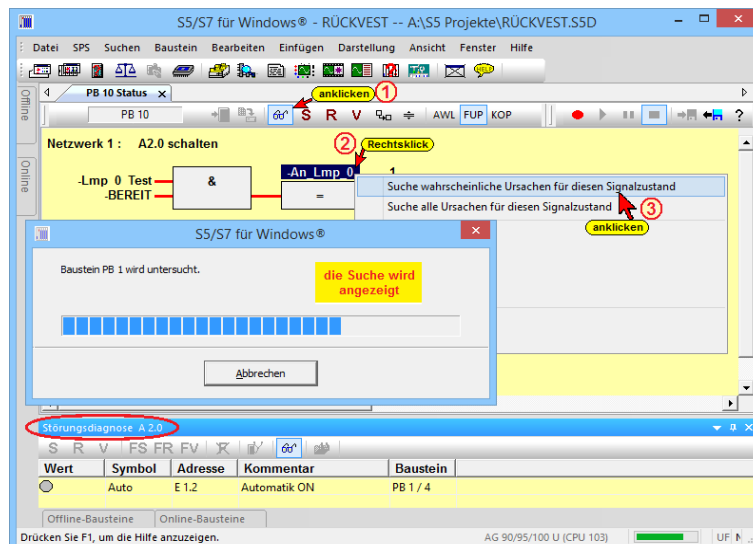 S5/S7 für Windows® - RÜCKVEST -- A:\S5 Projekte\RÜCKVEST.S5D
Datei SPS Suchen Baustein Bearbeiten Einfügen Darstellung Ansicht Fenster Hilfe
HELP
PB 10 Status x
anklicken 1
PB 10 S R V AWL FUP KOP ?
Offline
Online
Netzwerk 1 : A2.0 schalten
2 Rechtsklick
-An_Lmp_0 1
-Lmp_0_Test & 
-BEREIT =
Suche wahrscheinliche Ursachen für diesen Signalzustand
Suche alle Ursachen für diesen Signalzustand
3
anklicken
S5/S7 für Windows®
Baustein PB 1 wird untersucht.
die Suche wird
angezeigt
Abbrechen
Störungsdiagnose A 2.0
S R V FS FR FV
Wert Symbol Adresse Kommentar Baustein
Auto E 1.2 Automatik ON PB 1 / 4
Offline-Bausteine Online-Bausteine
Drücken Sie F1, um die Hilfe anzuzeigen. AG 90/95/100 U (CPU 103) UF